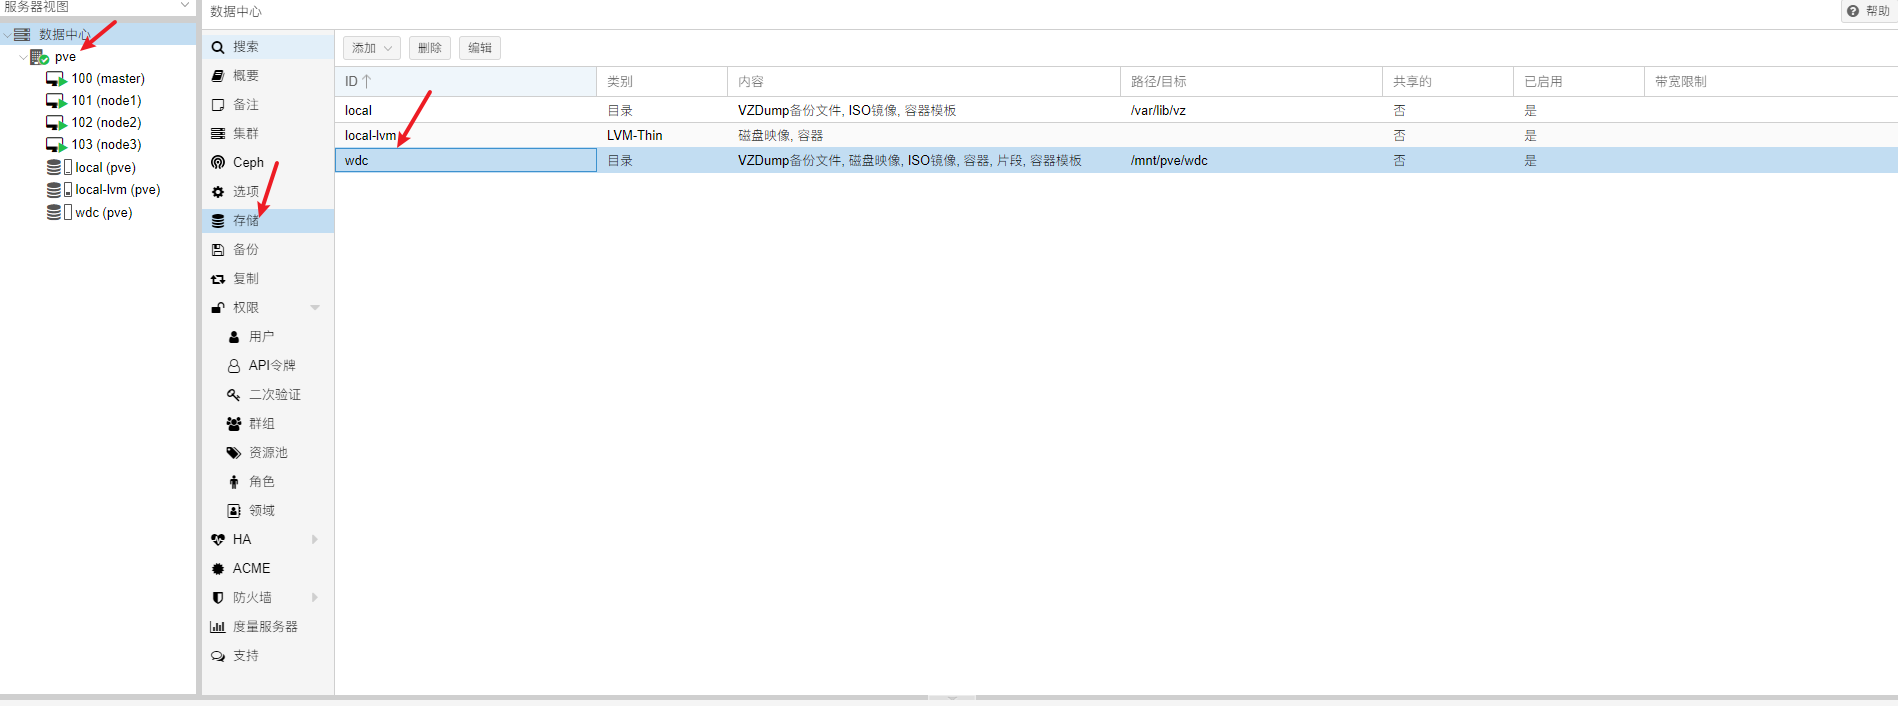 服务器视图
数据中心
pve
100 (master)
101 (node1)
102 (node2)
103 (node3)
local (pve)
local-lvm (pve)
wdc (pve)
数据中心
帮助
搜索
概要
备注
集群
Ceph
选项
存储
备份
复制
权限
用户
API令牌
二次验证
群组
资源池
角色
领域
HA
ACME
防火墙
度量服务器
支持
添加 删除 编辑
ID 类别 内容 路径/目标 共享的 已启用 带宽限制
local 目录 VZDump备份文件, ISO镜像, 容器模板 /var/lib/vz 否 是
local-lvm LVM-Thin 磁盘映像, 容器 否 是
wdc 目录 VZDump备份文件, 磁盘映像, ISO镜像, 容器, 片段, 容器模板 /mnt/pve/wdc 否 是